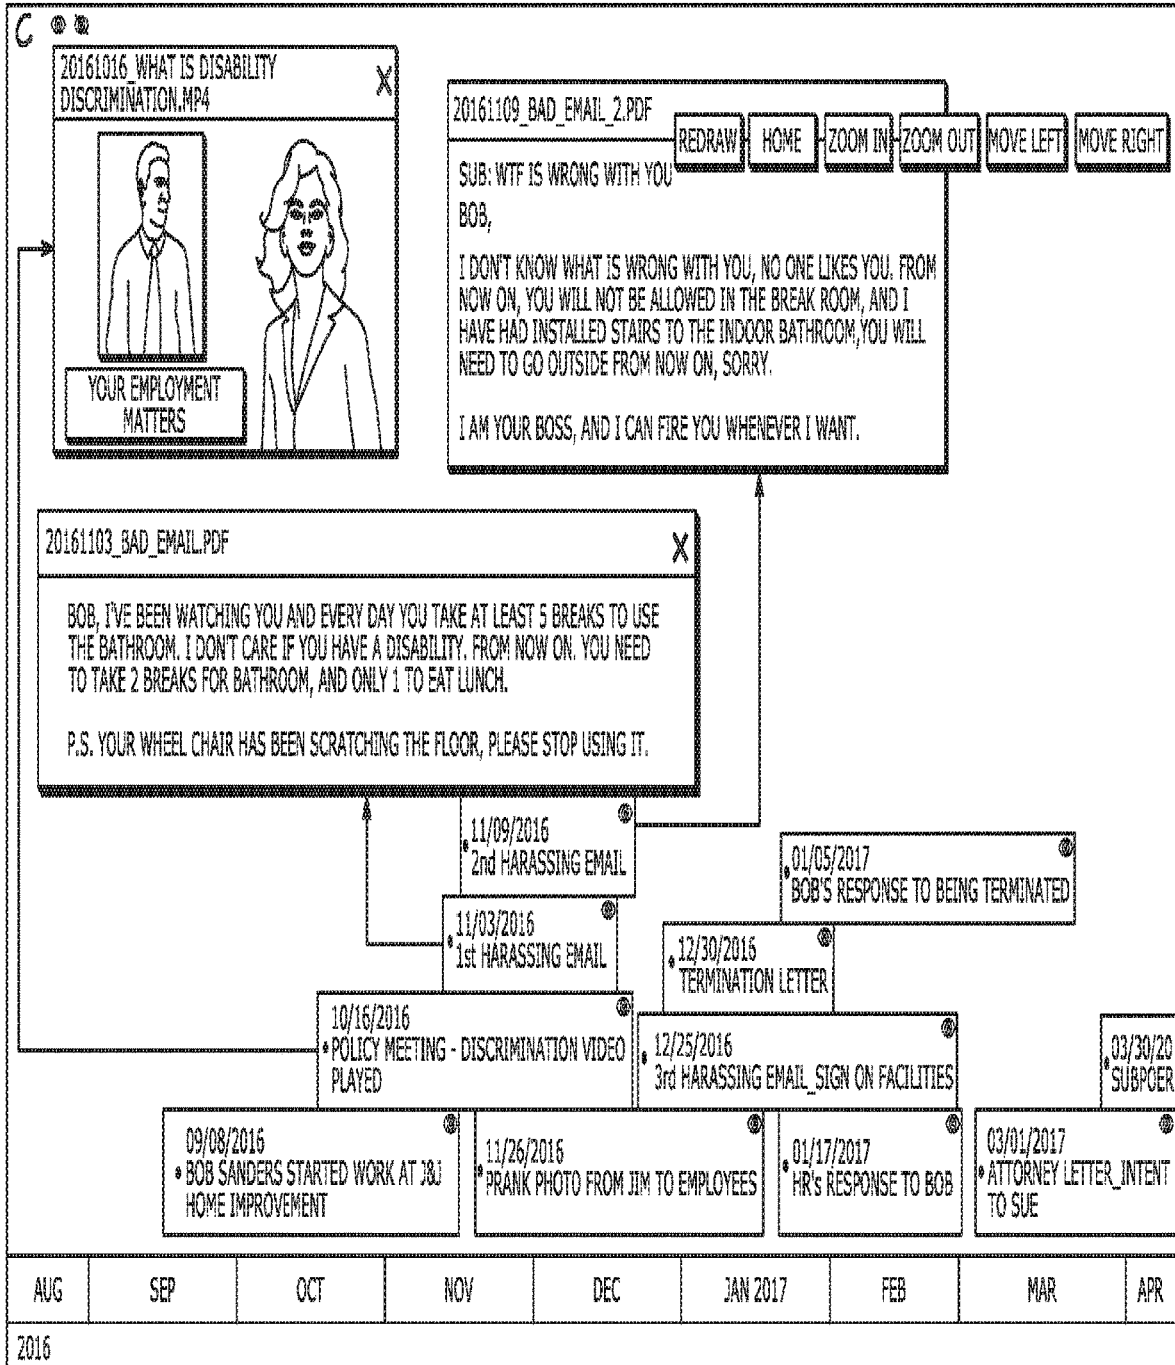 20161016_WHAT IS DISABILITY
DISCRIMINATION.MP4
X
YOUR EMPLOYMENT
MATTERS
20161109_BAD_EMAIL_2.PDF
REDRAW
HOME
ZOOM IN
ZOOM OUT
MOVE LEFT
MOVE RIGHT
SUB: WTF IS WRONG WITH YOU
BOB,
I DON'T KNOW WHAT IS WRONG WITH YOU, NO ONE LIKES YOU. FROM
NOW ON, YOU WILL NOT BE ALLOWED IN THE BREAK ROOM, AND I
HAVE HAD INSTALLED STAIRS TO THE INDOOR BATHROOM,YOU WILL
NEED TO GO OUTSIDE FROM NOW ON, SORRY.
I AM YOUR BOSS, AND I CAN FIRE YOU WHENEVER I WANT.
20161103_BAD_EMAIL.PDF
X
BOB, I'VE BEEN WATCHING YOU AND EVERY DAY YOU TAKE AT LEAST 5 BREAKS TO USE
THE BATHROOM. I DON'T CARE IF YOU HAVE A DISABILITY. FROM NOW ON. YOU NEED
TO TAKE 2 BREAKS FOR BATHROOM, AND ONLY 1 TO EAT LUNCH.
P.S. YOUR WHEEL CHAIR HAS BEEN SCRATCHING THE FLOOR, PLEASE STOP USING IT.
11/09/2016
2nd HARASSING EMAIL
01/05/2017
BOB'S RESPONSE TO BEING TERMINATED
11/03/2016
1st HARASSING EMAIL
12/30/2016
TERMINATION LETTER
10/16/2016
POLICY MEETING - DISCRIMINATION VIDEO
PLAYED
12/25/2016
3rd HARASSING EMAIL_SIGN ON FACILITIES
03/30/20
SUBPOER
09/08/2016
BOB SANDERS STARTED WORK AT J&J
HOME IMPROVEMENT
11/26/2016
PRANK PHOTO FROM JIM TO EMPLOYEES
01/17/2017
HR's RESPONSE TO BOB
03/01/2017
ATTORNEY LETTER_INTENT
TO SUE
AUG
SEP
OCT
NOV
DEC
JAN 2017
FEB
MAR
APR
2016